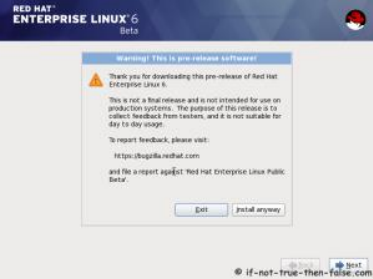 RED HAT
ENTERPRISE LINUX 6
Beta
Warning! This is pre-release software!
Thank you for downloading this pre-release of Red Hat
Enterprise Linux 6.
This is not a final release and is not intended for use on
production systems. The purpose of this release is to
collect feedback from testers, and it is not suitable for
day to day usage.
To report feedback, please visit:
https://bugzilla.redhat.com
and file a report against 'Red Hat Enterprise Linux Public
Beta'.
Exit
Install anyway
Back
Next
© if-not-true-then-false.com